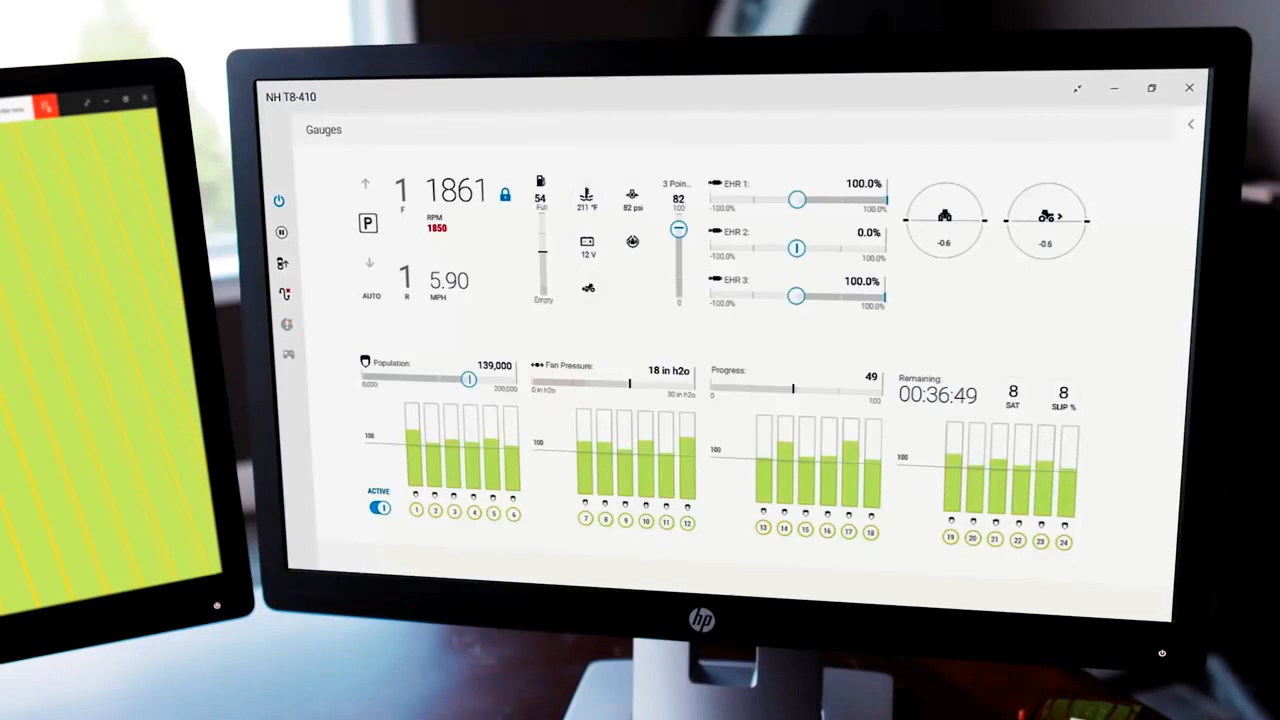 NH T8-410
Gauges
1 F
1861
RPM
1850
P
1 R
5.90
MPH
AUTO
54
Full
Empty
211 °F
82 psi
12 V
3 Poin...
82
100
0
EHR 1:
100.0%
-100.0%
100.0%
EHR 2:
0.0%
-100.0%
100.0%
EHR 3:
100.0%
-100.0%
100.0%
-0.6
-0.6
Population:
139,000
0,000
200,000
Fan Pressure:
18 in h2o
0 in h2o
30 in h2o
Progress:
49
0
100
Remaining:
00:36:49
8
SAT
8
SLIP %
100
100
100
100
ACTIVE
1 2 3 4 5 6
7 8 9 10 11 12
13 14 15 16 17 18
19 20 21 22 23 24
hp